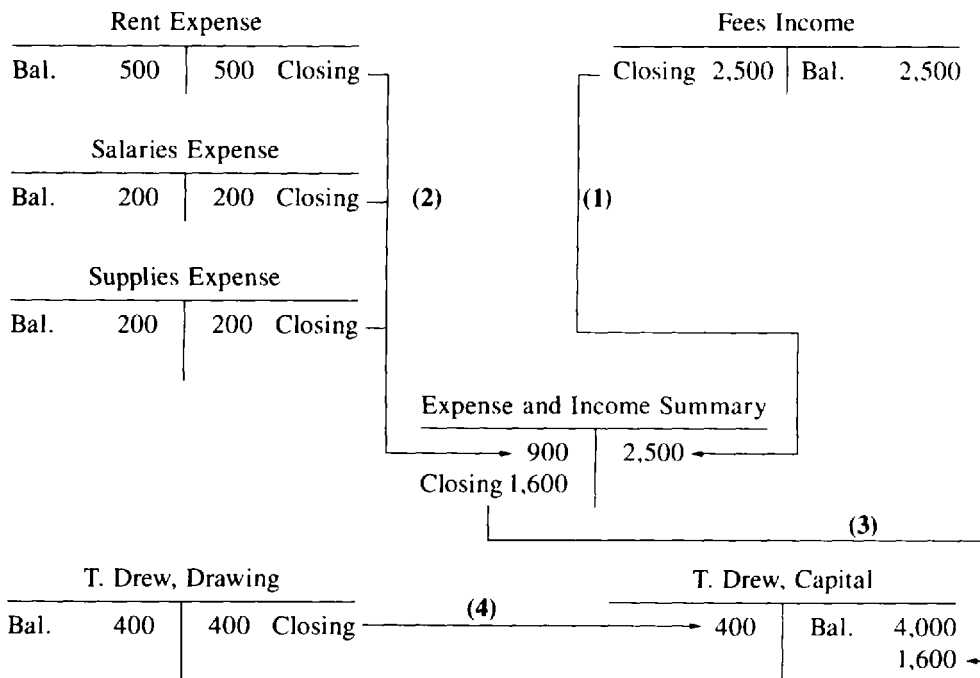 Rent Expense
Bal. 500 500 Closing
Fees Income
Closing 2,500 Bal. 2,500
Salaries Expense
Bal. 200 200 Closing
(2)
(1)
Supplies Expense
Bal. 200 200 Closing
Expense and Income Summary
900 2,500
Closing 1,600
(3)
T. Drew, Drawing
Bal. 400 400 Closing
(4)
T. Drew, Capital
400 Bal. 4,000
1,600